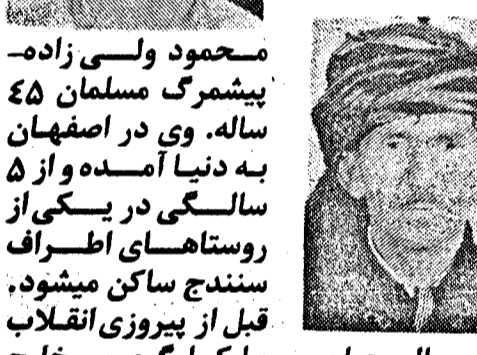 محمود ولی زاده-
پیشمرگ مسلمان ٤۵
ساله. وی در اصفهان
به دنیا آمده و از ۵
سالگی در یکی از
روستاهای اطراف
سنندج ساکن میشود.
قبل از پیروزی انقلاب